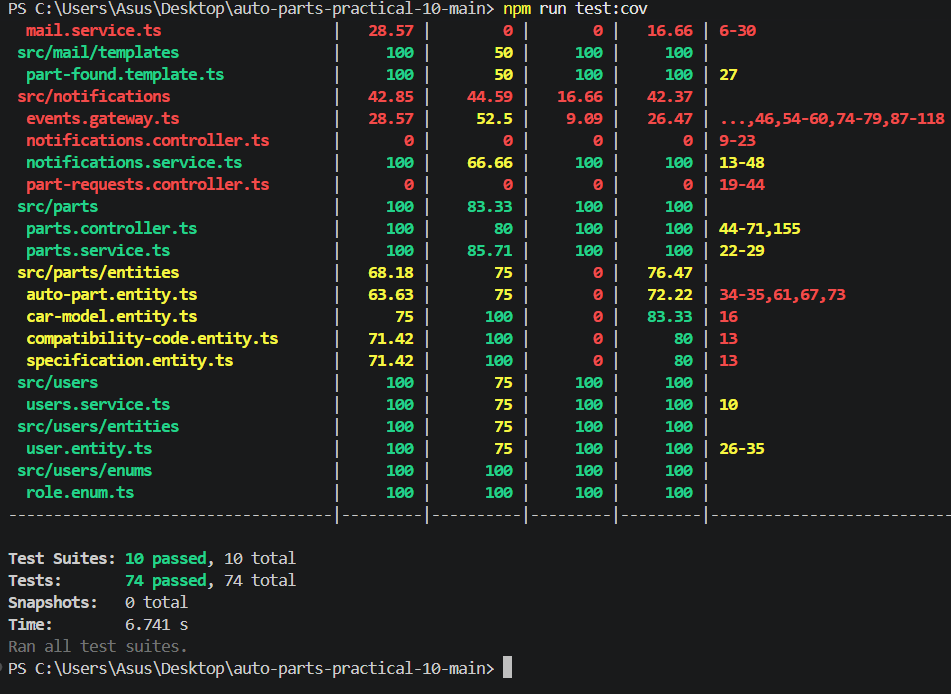 PS C:\Users\Asus\Desktop\auto-parts-practical-10-main> npm run test:cov
mail.service.ts | 28.57 | 0 | 0 | 16.66 | 6-30
src/mail/templates | 100 | 50 | 100 | 100 |
part-found.template.ts | 100 | 50 | 100 | 100 | 27
src/notifications | 42.85 | 44.59 | 16.66 | 42.37 |
events.gateway.ts | 28.57 | 52.5 | 9.09 | 26.47 | ...,46,54-60,74-79,87-118
notifications.controller.ts | 0 | 0 | 0 | 0 | 9-23
notifications.service.ts | 100 | 66.66 | 100 | 100 | 13-48
part-requests.controller.ts | 0 | 0 | 0 | 0 | 19-44
src/parts | 100 | 83.33 | 100 | 100 |
parts.controller.ts | 100 | 80 | 100 | 100 | 44-71,155
parts.service.ts | 100 | 85.71 | 100 | 100 | 22-29
src/parts/entities | 68.18 | 75 | 0 | 76.47 |
auto-part.entity.ts | 63.63 | 75 | 0 | 72.22 | 34-35,61,67,73
car-model.entity.ts | 75 | 100 | 0 | 83.33 | 16
compatibility-code.entity.ts | 71.42 | 100 | 0 | 80 | 13
specification.entity.ts | 71.42 | 100 | 0 | 80 | 13
src/users | 100 | 75 | 100 | 100 |
users.service.ts | 100 | 75 | 100 | 100 | 10
src/users/entities | 100 | 75 | 100 | 100 |
user.entity.ts | 100 | 75 | 100 | 100 | 26-35
src/users/enums | 100 | 100 | 100 | 100 |
role.enum.ts | 100 | 100 | 100 | 100 |
---------------------------------|---------|----------|---------|---------|--------------------------
Test Suites: 10 passed, 10 total
Tests: 74 passed, 74 total
Snapshots: 0 total
Time: 6.741 s
Ran all test suites.
PS C:\Users\Asus\Desktop\auto-parts-practical-10-main>